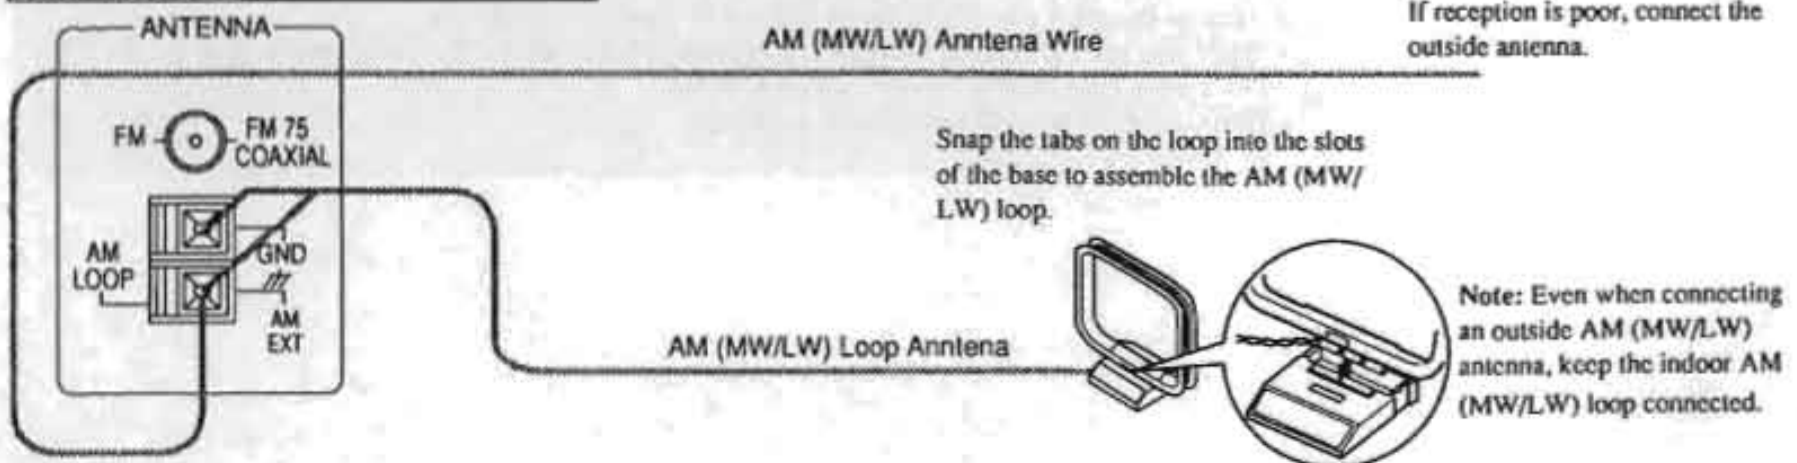 If reception is poor, connect the
outside antenna.
ANTENNA
AM (MW/LW) Anntena Wire
FM
FM 75
COAXIAL
Snap the tabs on the loop into the slots
of the base to assemble the AM (MW/
LW) loop.
AM
LOOP
GND
AM
EXT
AM (MW/LW) Loop Anntena
Note: Even when connecting
an outside AM (MW/LW)
antenna, keep the indoor AM
(MW/LW) loop connected.